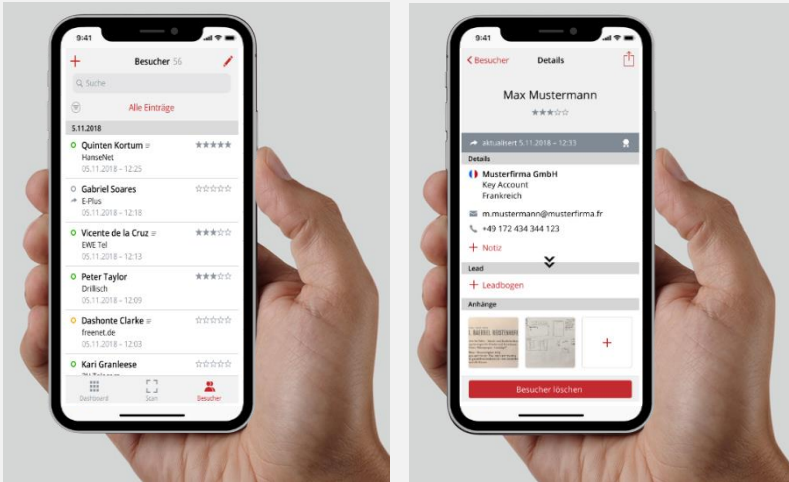 9:41
Besucher 56
Suche
Alle Einträge
5.11.2018
Quinten Kortum
HanseNet
05.11.2018 – 12:25
Gabriel Soares
E-Plus
05.11.2018 – 12:18
Vicente de la Cruz
EWE Tel
05.11.2018 – 12:13
Peter Taylor
Drillisch
05.11.2018 – 12:09
Dashonte Clarke
freenet.de
05.11.2018 – 12:03
Kari Granleese
Dashboard Scan Besucher
9:41
Besucher Details
Max Mustermann
aktualisert 5.11.2018 – 12:33
Details
Musterfirma GmbH
Key Account
Frankreich
m.mustermann@musterfirma.fr
+49 172 434 344 123
+ Notiz
Lead
+ Leadbogen
Anhänge
Besucher löschen